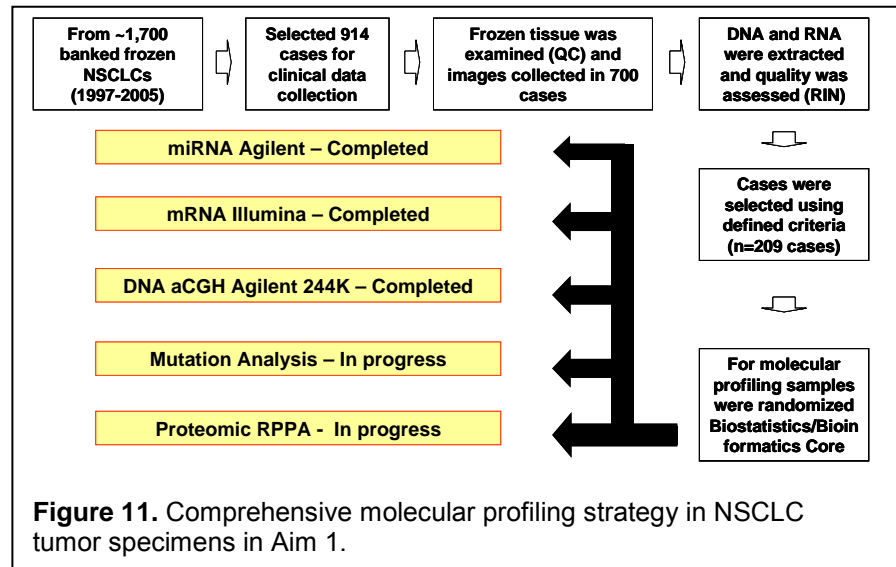 From ~1,700
banked frozen
NSCLCs
(1997-2005)
Selected 914
cases for
clinical data
collection
Frozen tissue was
examined (QC) and
images collected in 700
cases
DNA and RNA
were extracted
and quality was
assessed (RIN)
Cases were
selected using
defined criteria
(n=209 cases)
For molecular
profiling samples
were randomized
Biostatistics/Bioin
formatics Core
miRNA Agilent – Completed
mRNA Illumina – Completed
DNA aCGH Agilent 244K – Completed
Mutation Analysis – In progress
Proteomic RPPA - In progress
Figure 11. Comprehensive molecular profiling strategy in NSCLC
tumor specimens in Aim 1.